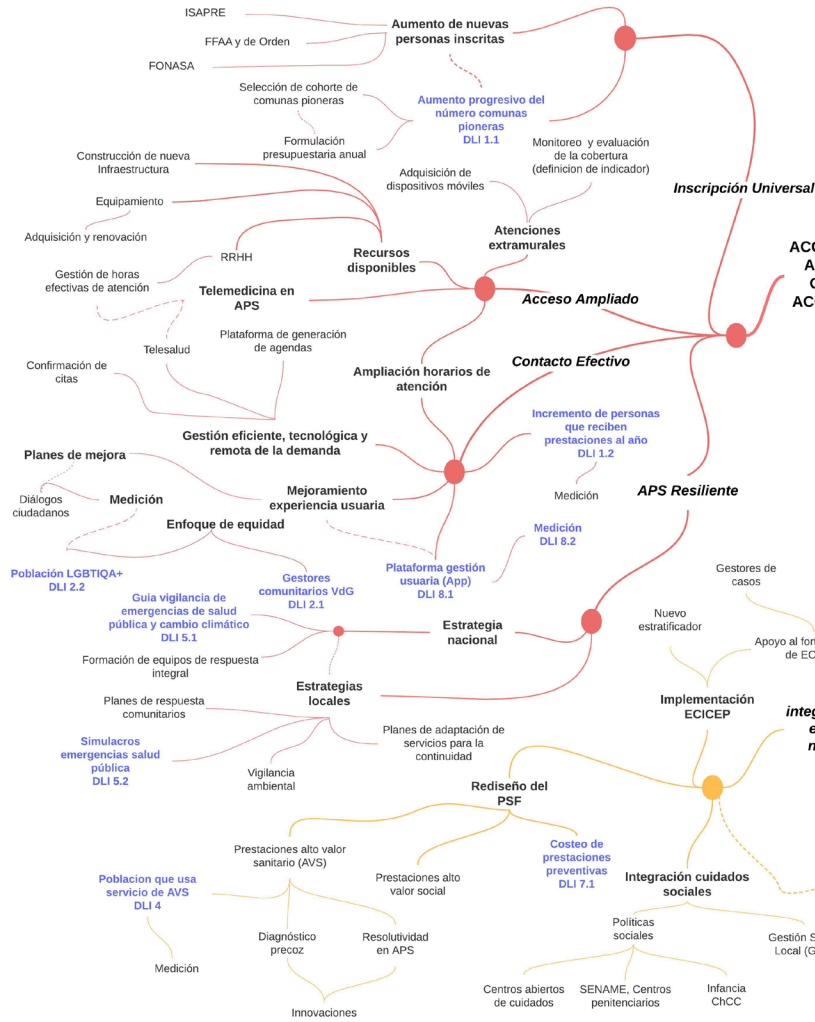 ISAPRE
FFAA y de Orden
FONASA
Aumento de nuevas
personas inscritas
Selección de cohorte de
comunas pioneras
Formulación
presupuestaria anual
Aumento progresivo del
número comunas
pioneras
DLI 1.1
Monitoreo y evaluación
de la cobertura
(definicion de indicador)
Adquisición de
dispositivos móviles
Atenciones
extramurales
Inscripción Universal
Construcción de nueva
Infraestructura
Equipamiento
Adquisición y renovación
RRHH
Gestión de horas
efectivas de atención
Recursos
disponibles
Telemedicina en
APS
Acceso Ampliado
Telesalud
Plataforma de generación
de agendas
Confirmación de
citas
Ampliación horarios de
atención
Contacto Efectivo
Gestión eficiente, tecnológica y
remota de la demanda
Incremento de personas
que reciben
prestaciones al año
DLI 1.2
Medición
APS Resiliente
Planes de mejora
Diálogos
ciudadanos
Medición
Mejoramiento
experiencia usuaria
Enfoque de equidad
Medición
DLI 8.2
Población LGBTIQA+
DLI 2.2
Gestores
comunitarios VdG
DLI 2.1
Plataforma gestión
usuaria (App)
DLI 8.1
Guia vigilancia de
emergencias de salud
pública y cambio climático
DLI 5.1
Estrategia
nacional
Formación de equipos de respuesta
integral
Estrategias
locales
Planes de respuesta
comunitarios
Simulacros
emergencias salud
pública
DLI 5.2
Vigilancia
ambiental
Planes de adaptación de
servicios para la
continuidad
Gestores de
casos
Nuevo
estratificador
Apoyo al fort
de EC
Implementación
ECICEP
integ
e
n
Rediseño del
PSF
Prestaciones alto valor
sanitario (AVS)
Prestaciones alto
valor social
Costeo de
prestaciones
preventivas
DLI 7.1
Poblacion que usa
servicio de AVS
DLI 4
Medición
Diagnóstico
precoz
Resolutividad
en APS
Innovaciones
Integración cuidados
sociales
Políticas
sociales
Gestión S
Local (G
Centros abiertos
de cuidados
SENAME, Centros
penitenciarios
Infancia
ChCC